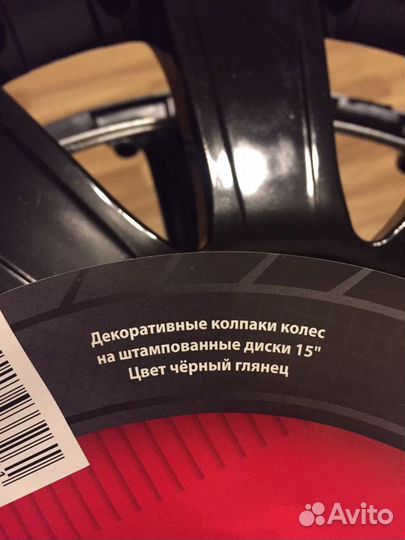 Декоративные колпаки колес
на штампованные диски 15"
Цвет чёрный глянец
Avito